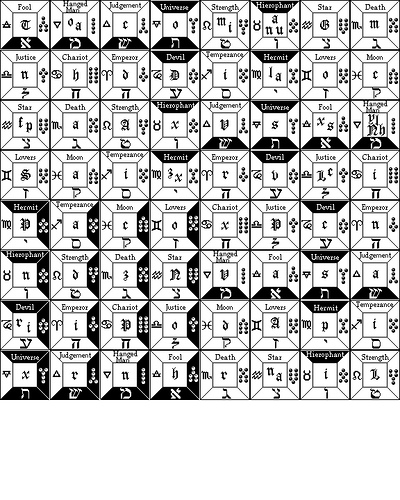 Fool Hanged Man Judgement Universe Strength Hierophant Star Death
T o a c o m i a n u G m
א מ ש ת ט ו צ נ
Justice Chariot Emperor Devil Temperance Hermit Lovers Moon
n h d D i l a o c
ל ח ה ע ס י ז ק
Star Death Strength Hierophant Judgement Universe Fool Hanged Man
f p a A x v s x s
צ נ ט ו ש ת א מ
Lovers Moon Temperance Hermit Emperor Devil Justice Chariot
S a i z x r v L c i
ז ק ס י ה ע ל ח
Hermit Temperance Moon Lovers Chariot Justice Devil Emperor
P a c x x P c n
י ס ק ז ח ל ע ה
Hierophant Strength Death Star Hanged Man Fool Universe Judgement
n d z N V a s a
ו ט נ צ מ א ת ש
Devil Emperor Chariot Justice Moon Lovers Hermit Temperance
r i i P o d A p i
ע ה ח ל ק ז י ס
Universe Judgement Hanged Man Fool Death Star Hierophant Strength
x r n h r n a i L
ת ש מ א נ צ ו ט